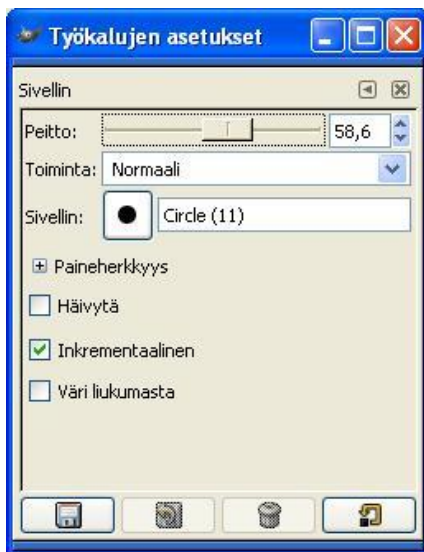 Työkalujen asetukset
Sivellin
Peitto: 58,6
Toiminta: Normaali
Sivellin: Circle (11)
Paineherkkyys
Häivytä
Inkrementaalinen
Väri liukumasta